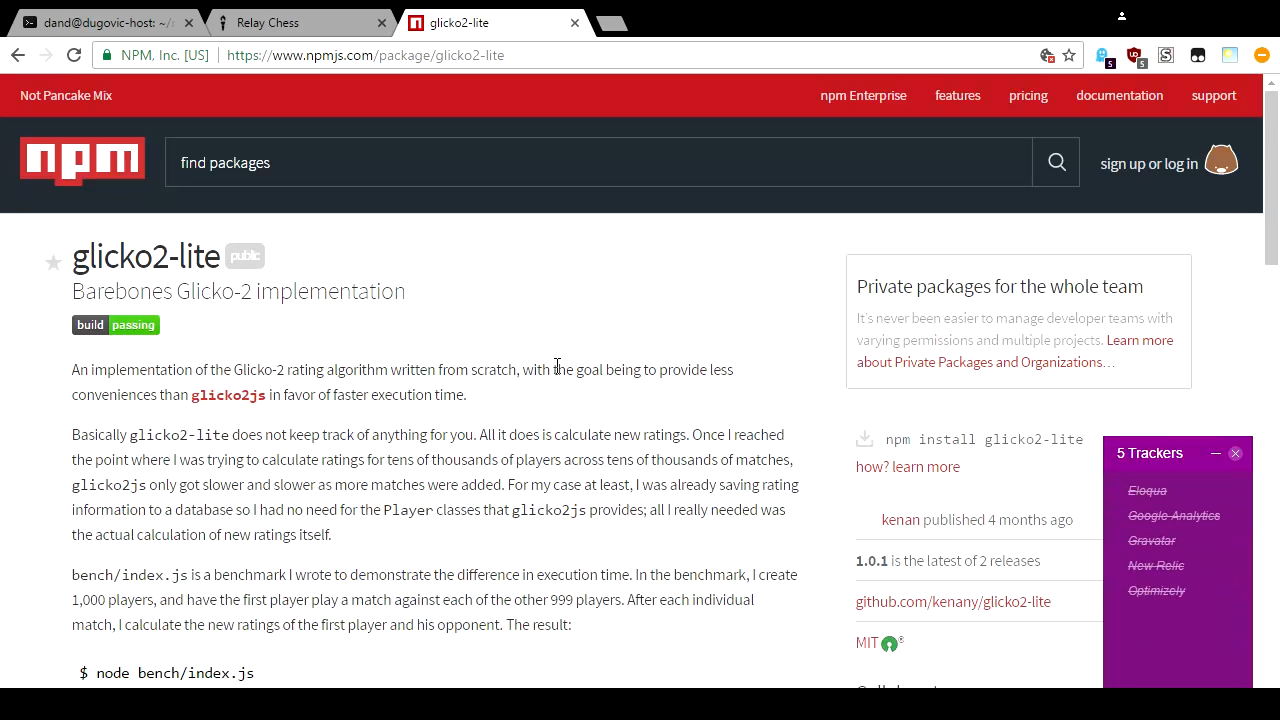 dand@dugovic-host: ~/
Relay Chess
glicko2-lite
NPM, Inc. [US]
https://www.npmjs.com/package/glicko2-lite
5
5
S
Not Pancake Mix
npm Enterprise
features
pricing
documentation
support
npm
find packages
sign up or log in
glicko2-lite public
Barebones Glicko-2 implementation
build passing
An implementation of the Glicko-2 rating algorithm written from scratch, with the goal being to provide less
conveniences than glicko2js in favor of faster execution time.
Basically glicko2-lite does not keep track of anything for you. All it does is calculate new ratings. Once I reached
the point where I was trying to calculate ratings for tens of thousands of players across tens of thousands of matches,
glicko2js only got slower and slower as more matches were added. For my case at least, I was already saving rating
information to a database so I had no need for the Player classes that glicko2js provides; all I really needed was
the actual calculation of new ratings itself.
bench/index.js is a benchmark I wrote to demonstrate the difference in execution time. In the benchmark, I create
1,000 players, and have the first player play a match against each of the other 999 players. After each individual
match, I calculate the new ratings of the first player and his opponent. The result:
$ node bench/index.js
Private packages for the whole team
It's never been easier to manage developer teams with
varying permissions and multiple projects. Learn more
about Private Packages and Organizations…
npm install glicko2-lite
how? learn more
kenan published 4 months ago
1.0.1 is the latest of 2 releases
github.com/kenany/glicko2-lite
MIT
5 Trackers
Eloqua
Google Analytics
Gravatar
New Relic
Optimizely